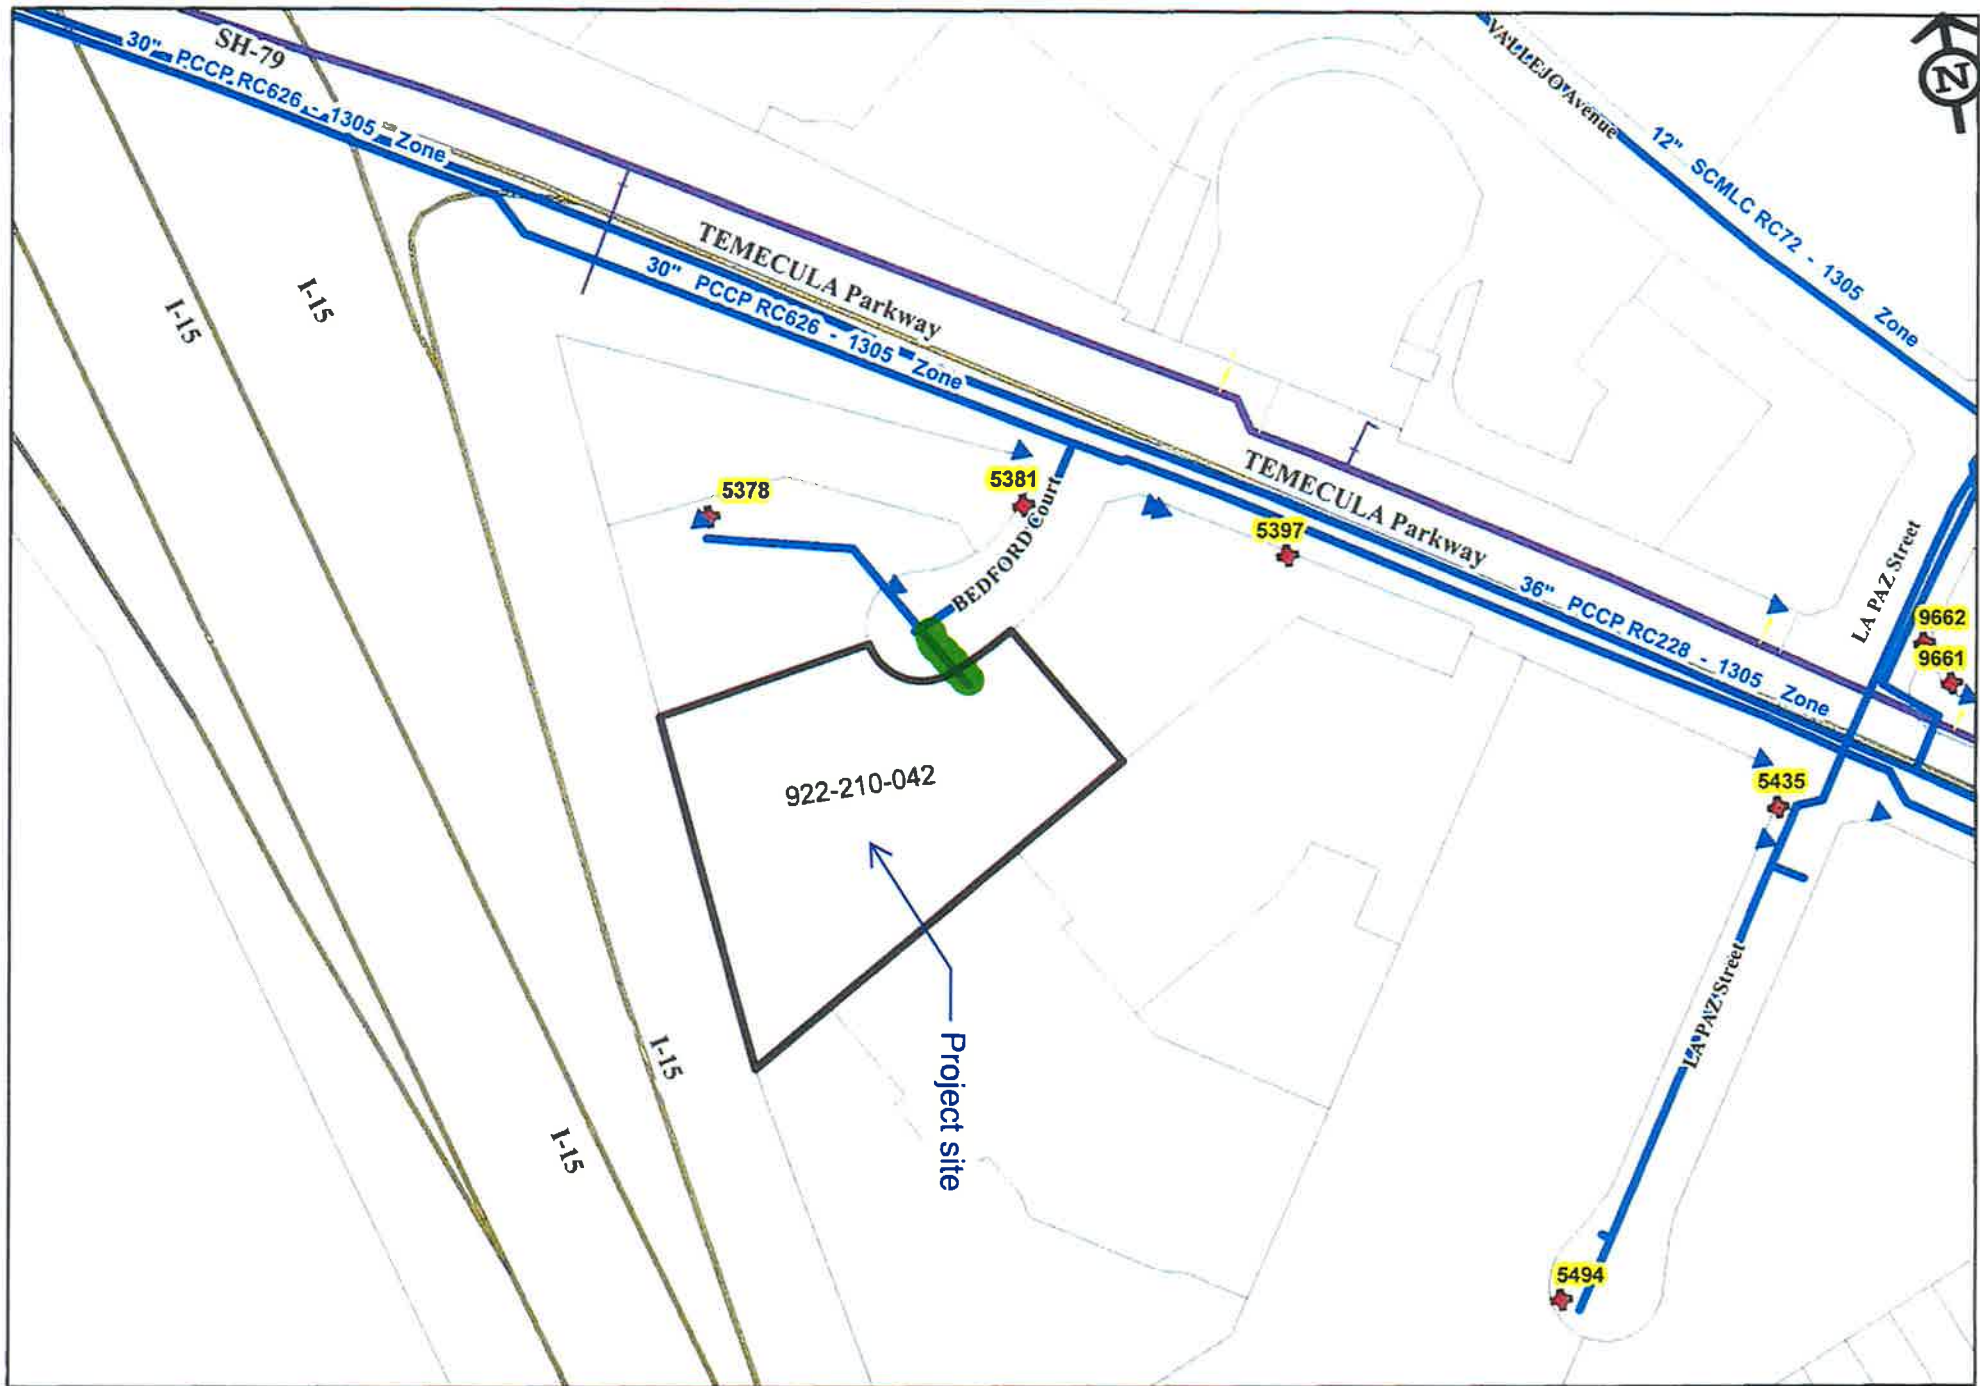 SH-79
30" PCCP RC626 - 1305 Zone
VALLEJO Avenue
N
12" SCMLC RC72 - 1305 Zone
I-15
I-15
TEMECULA Parkway
30" PCCP RC626 - 1305 Zone
5378
5381
BEDFORD Court
5397
TEMECULA Parkway
36" PCCP RC228 - 1305 Zone
LA PAZ Street
9662
9661
5435
922-210-042
LA PAZ Street
Project site
I-15
I-15
5494